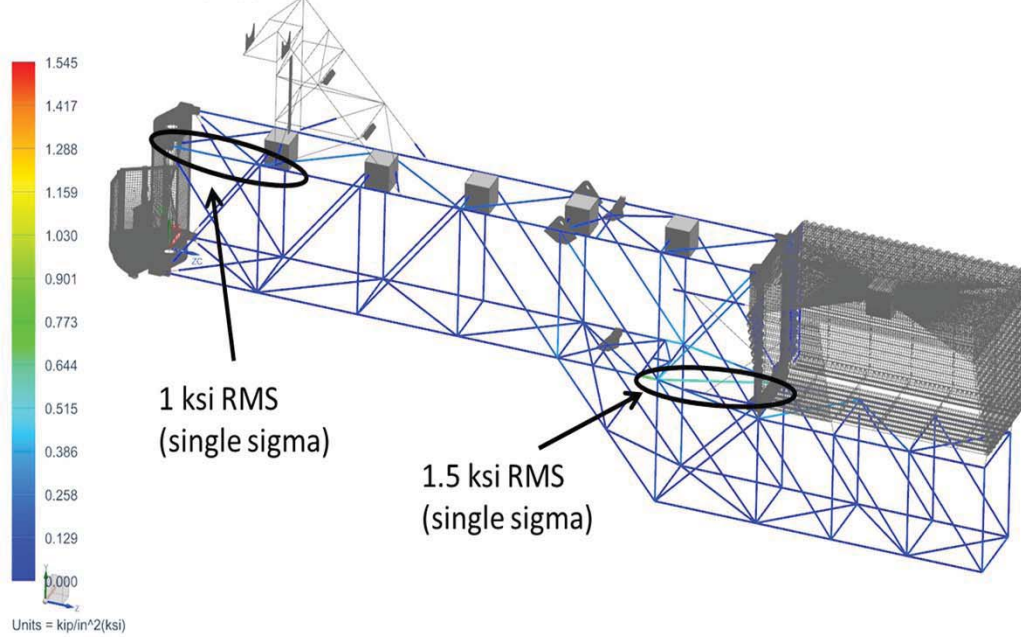 1.545
1.417
1.288
1.159
1.030
0.901
0.773
0.644
0.515
0.386
0.258
0.129
0.000
Units = kip/in^2(ksi)
ZC
Y
Z
1 ksi RMS
(single sigma)
1.5 ksi RMS
(single sigma)